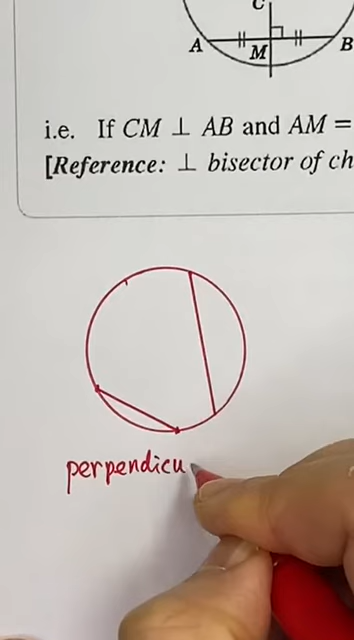 C
A M B
i.e. If CM ⊥ AB and AM =
[Reference: ⊥ bisector of ch
perpendicu